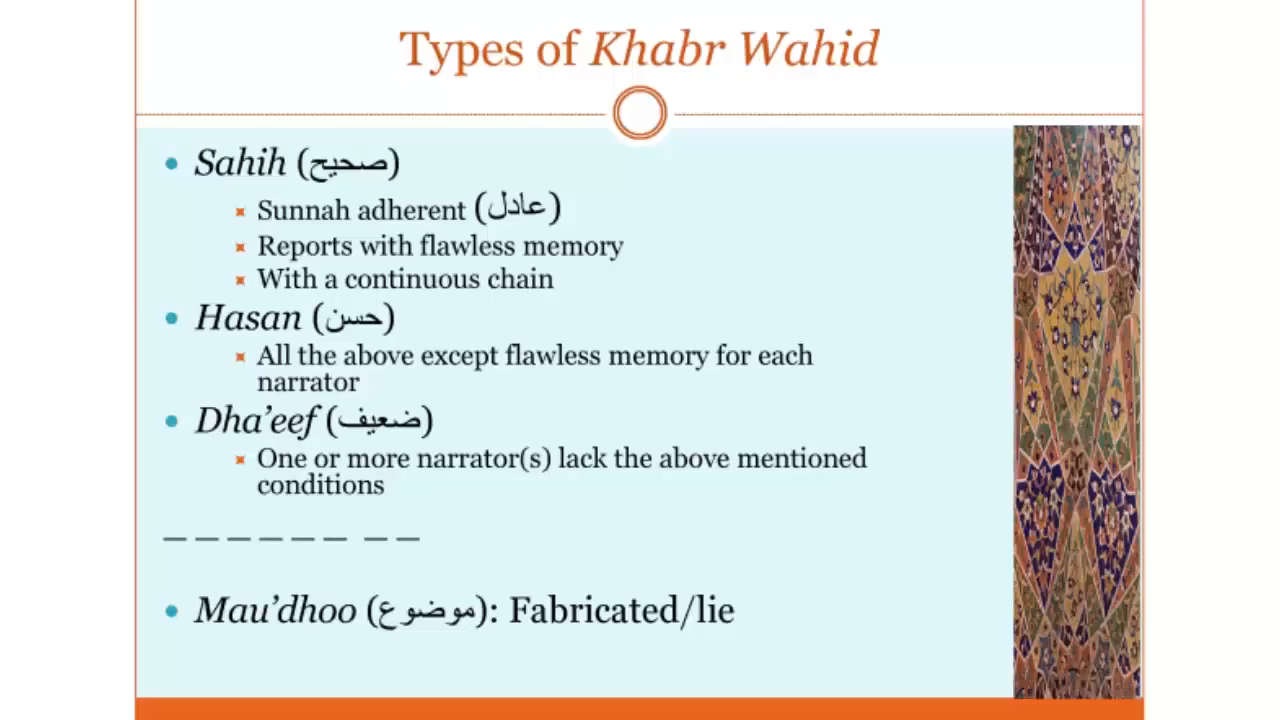 Types of Khabr Wahid
• Sahih (صحيح)
Sunnah adherent (عادل)
Reports with flawless memory
With a continuous chain
• Hasan (حسن)
All the above except flawless memory for each
narrator
• Dha’eef (ضعيف)
One or more narrator(s) lack the above mentioned
conditions
– – – – – – – –
• Mau’dhoo (موضوع): Fabricated/lie